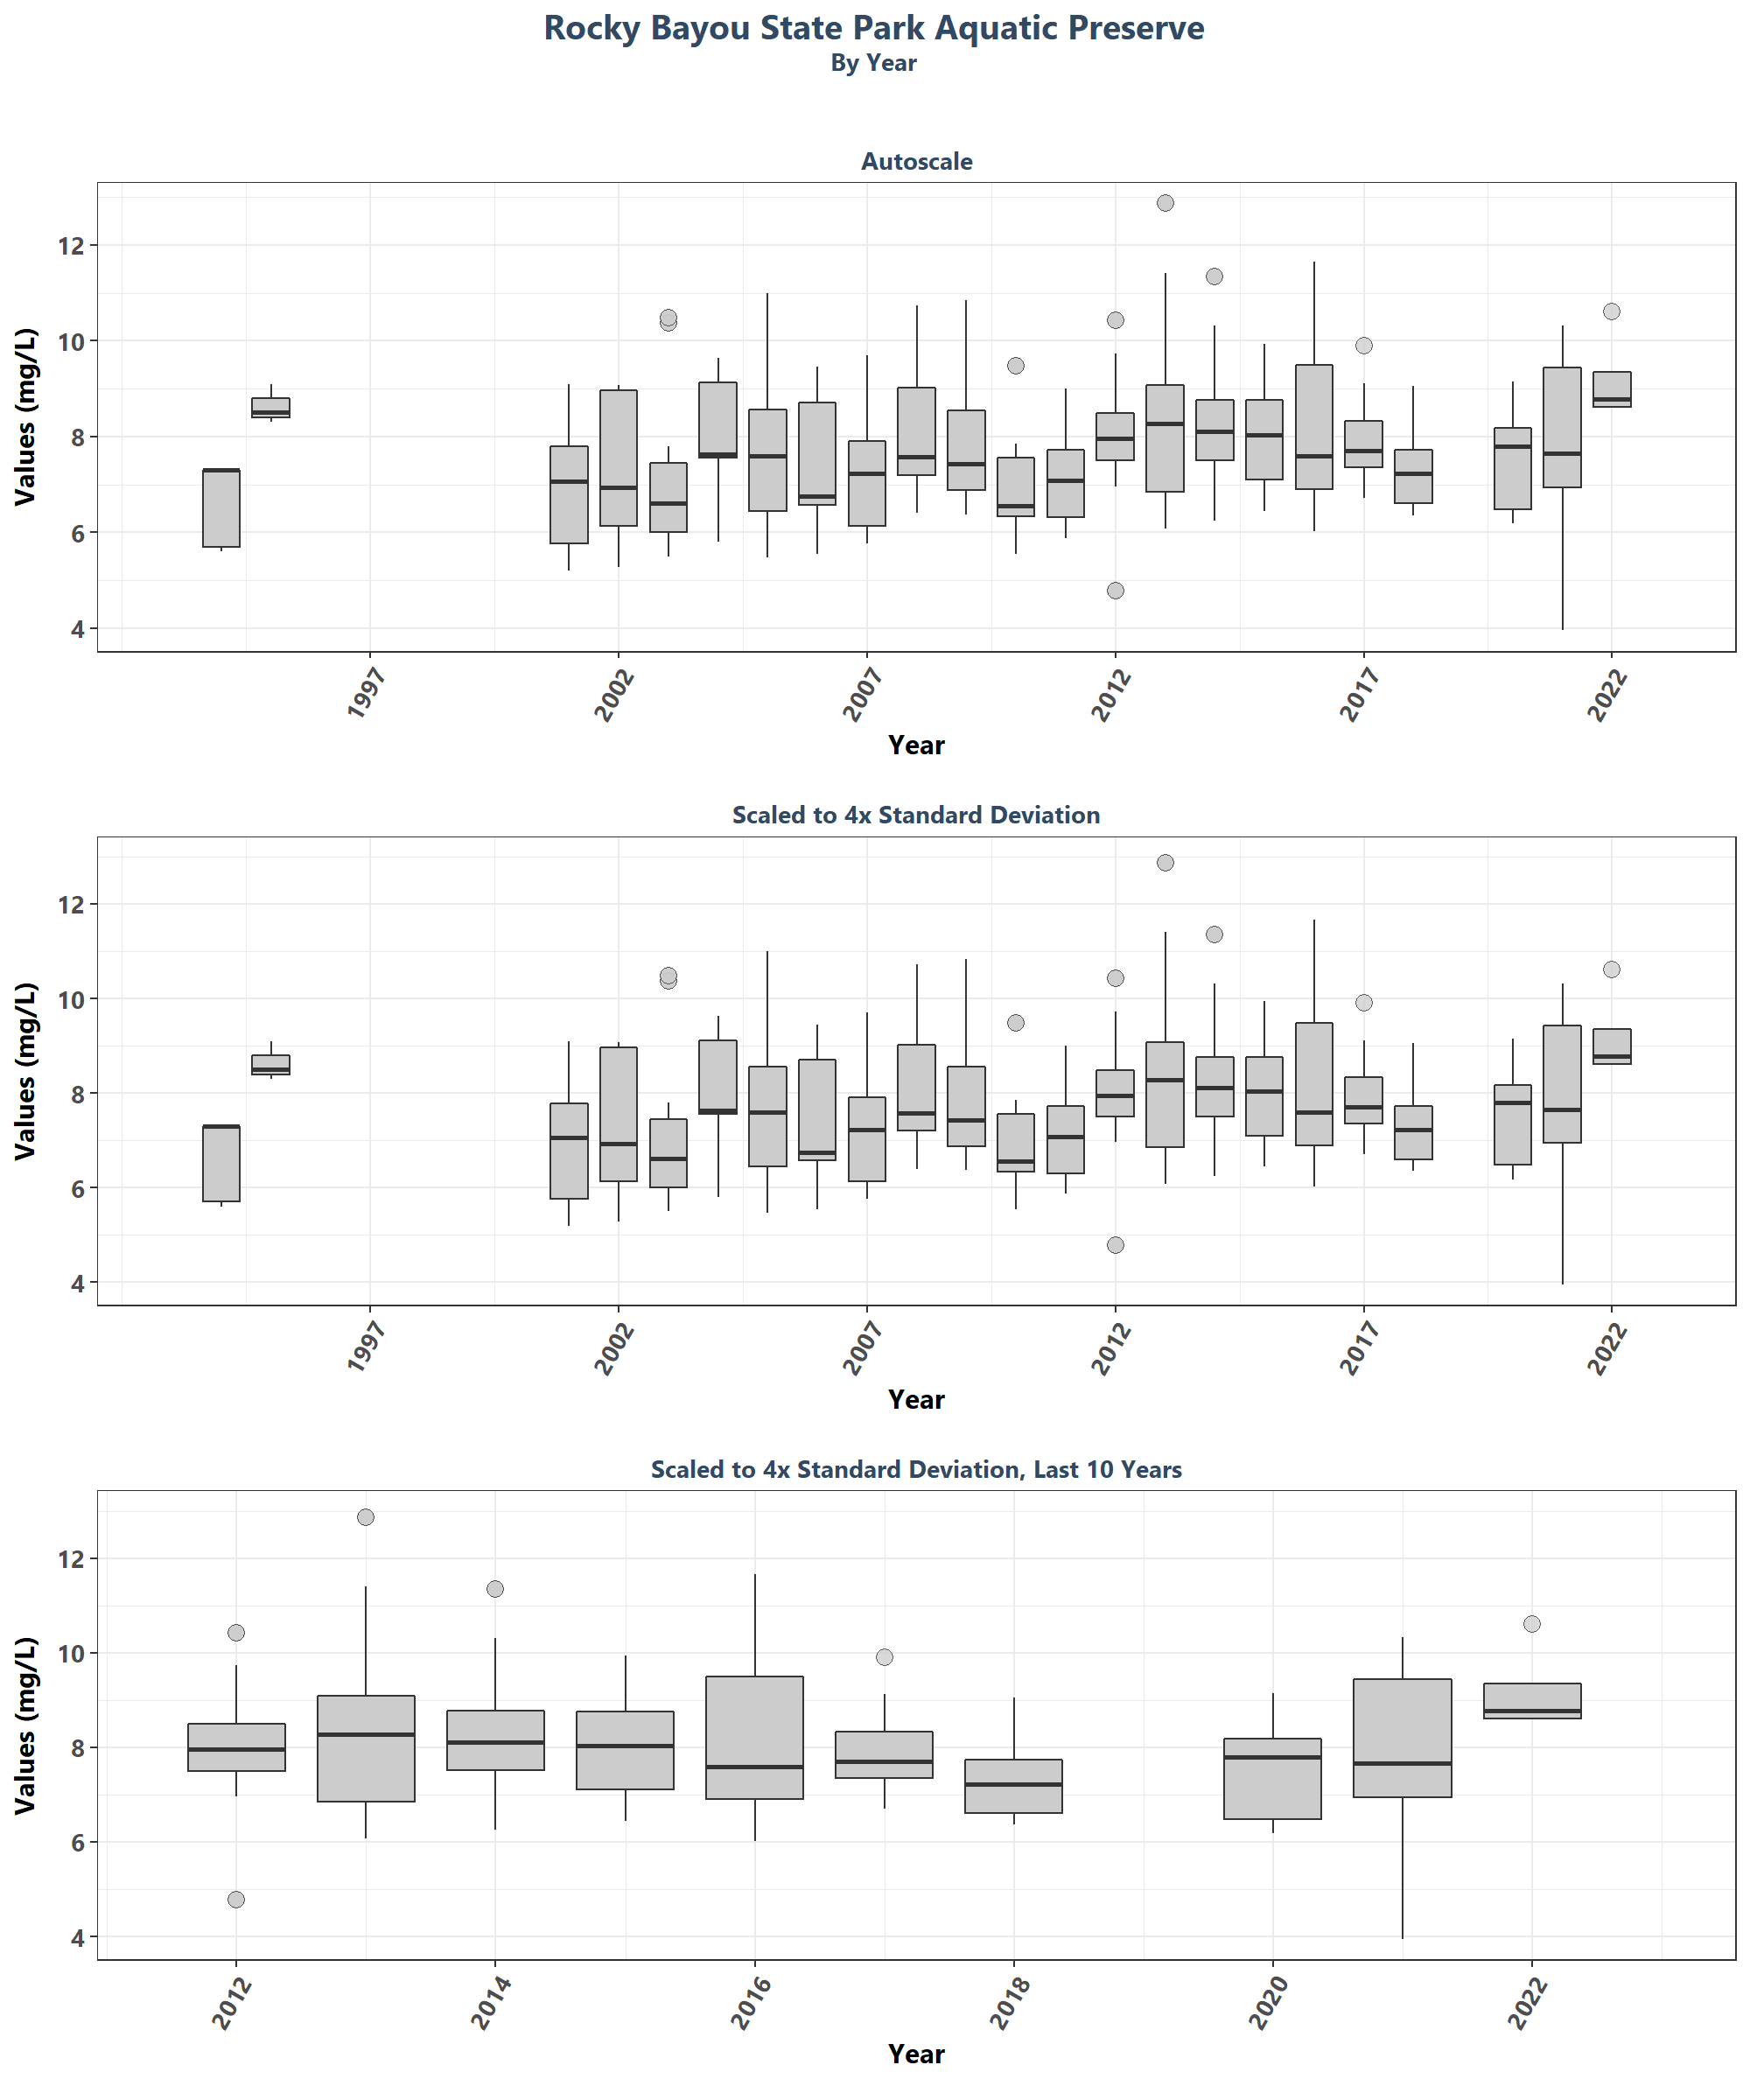 Rocky Bayou State Park Aquatic Preserve
By Year
Autoscale
Values (mg/L)
12
10
8
6
4
1997 2002 2007 2012 2017 2022
Year
Scaled to 4x Standard Deviation
Values (mg/L)
12
10
8
6
4
1997 2002 2007 2012 2017 2022
Year
Scaled to 4x Standard Deviation, Last 10 Years
Values (mg/L)
12
10
8
6
4
2012 2014 2016 2018 2020 2022
Year